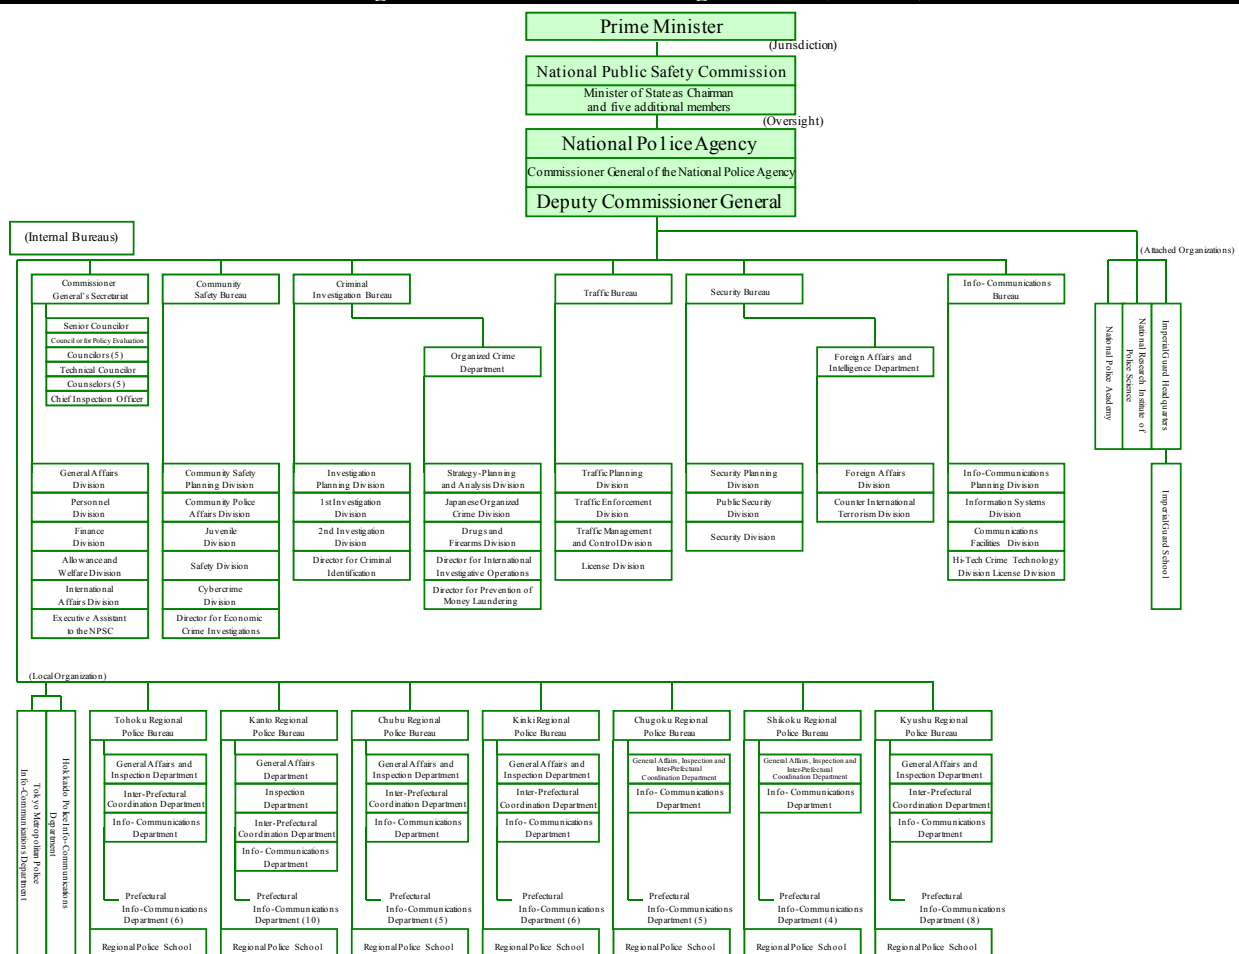 Prime Minister
(Jurisdiction)
National Public Safety Commission
Minister of State as Chairman
and five additional members
(Oversight)
National Po1ice Agency
Commissioner General of the National Police Agency
Deputy Commissioner General
(Internal Bureaus)
(Attached Organizations)
Commissioner
General's Secretariat
Community
Safety Bureau
Criminal
Investigation Bureau
Traffic Bureau
Security Bureau
Info- Communications
Bureau
Senior Councilor
Councilor for Policy Evaluation
Councilors (5)
Technical Councilor
Counselors (5)
Chief Inspection Officer
Organized Crime
Department
Foreign Affairs and
Intelligence Department
National Police Academy
National Research Institute of
Police Science
Imperial Guard Headquarters
Imperial Guard School
General Affairs
Division
Personnel
Division
Finance
Division
Allowance and
Welfare Division
International
Affairs Division
Executive Assistant
to the NPSC
Community Safety
Planning Division
Community Police
Affairs Division
Juvenile
Division
Safety Division
Cybercrime
Division
Director for Economic
Crime Investigations
Investigation
Planning Division
1st Investigation
Division
2nd Investigation
Division
Director for Criminal
Identification
Strategy-Planning
and Analysis Division
Japanese Organized
Crime Division
Drugs and
Firearms Division
Director for International
Investigative Operations
Director for Prevention of
Money Laundering
Traffic Planning
Division
Traffic Enforcement
Division
Traffic Management
and Control Division
License Division
Security Planning
Division
Public Security
Division
Security Division
Foreign Affairs
Division
Counter International
Terrorism Division
Info-Communications
Planning Division
Information Systems
Division
Communications
Facilities Division
Hi-Tech Crime Technology
Division License Division
(Local Organization)
Tokyo Metropolitan Police
Info-Communications Department
Hokkaido Police Info-Communications
Department
Tohoku Regional
Police Bureau
General Affairs and
Inspection Department
Inter-Prefectural
Coordination Department
Info- Communications
Department
Prefectural
Info-Communications
Department (6)
Regional Police School
Kanto Regional
Police Bureau
General Affairs
Department
Inspection
Department
Inter-Prefectural
Coordination Department
Info- Communications
Department
Prefectural
Info-Communications
Department (10)
Regional Police School
Chubu Regional
Police Bureau
General Affairs and
Inspection Department
Inter-Prefectural
Coordination Department
Info- Communications
Department
Prefectural
Info-Communications
Department (5)
Regional Police School
Kinki Regional
Police Bureau
General Affairs and
Inspection Department
Inter-Prefectural
Coordination Department
Info- Communications
Department
Prefectural
Info-Communications
Department (6)
Regional Police School
Chugoku Regional
Police Bureau
General Affairs, Inspection and
Inter-Prefectural
Coordination Department
Info- Communications
Department
Prefectural
Info-Communications
Department (5)
Regional Police School
Shikoku Regional
Police Bureau
General Affairs, Inspection and
Inter-Prefectural
Coordination Department
Info- Communications
Department
Prefectural
Info-Communications
Department (4)
Regional Police School
Kyushu Regional
Police Bureau
General Affairs and
Inspection Department
Inter-Prefectural
Coordination Department
Info- Communications
Department
Prefectural
Info-Communications
Department (8)
Regional Police School